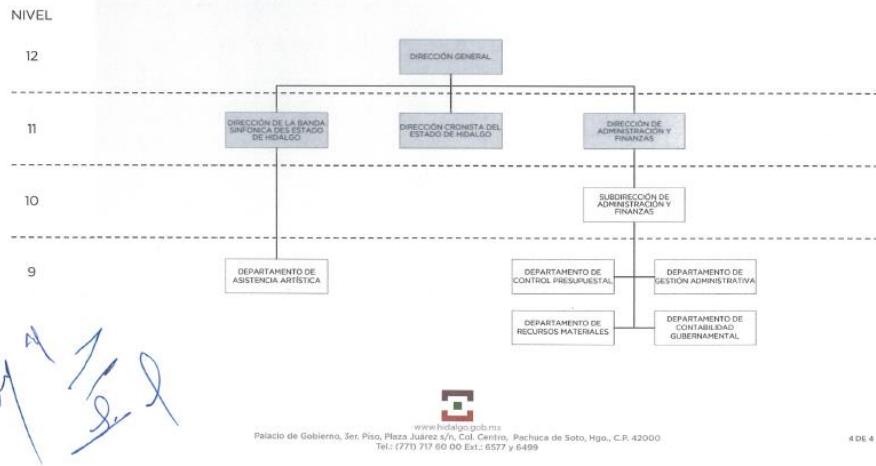 NIVEL
12
DIRECCIÓN GENERAL
11
DIRECCIÓN DE LA BANDA
SINFÓNICA DES ESTADO
DE HIDALGO
DIRECCIÓN CRONISTA DEL
ESTADO DE HIDALGO
DIRECCIÓN DE
ADMINISTRACIÓN Y
FINANZAS
10
SUBDIRECCIÓN DE
ADMINISTRACIÓN Y
FINANZAS
9
DEPARTAMENTO DE
ASISTENCIA ARTÍSTICA
DEPARTAMENTO DE
CONTROL PRESUPUESTAL
DEPARTAMENTO DE
GESTIÓN ADMINISTRATIVA
DEPARTAMENTO DE
RECURSOS MATERIALES
DEPARTAMENTO DE
CONTABILIDAD
GUBERNAMENTAL
www.hidalgo.gob.mx
Palacio de Gobierno, 3er. Piso, Plaza Juárez s/n, Col. Centro, Pachuca de Soto, Hgo., C.P. 42000
Tel.: (771) 717 60 00 Ext.: 6577 y 6499
4 DE 4